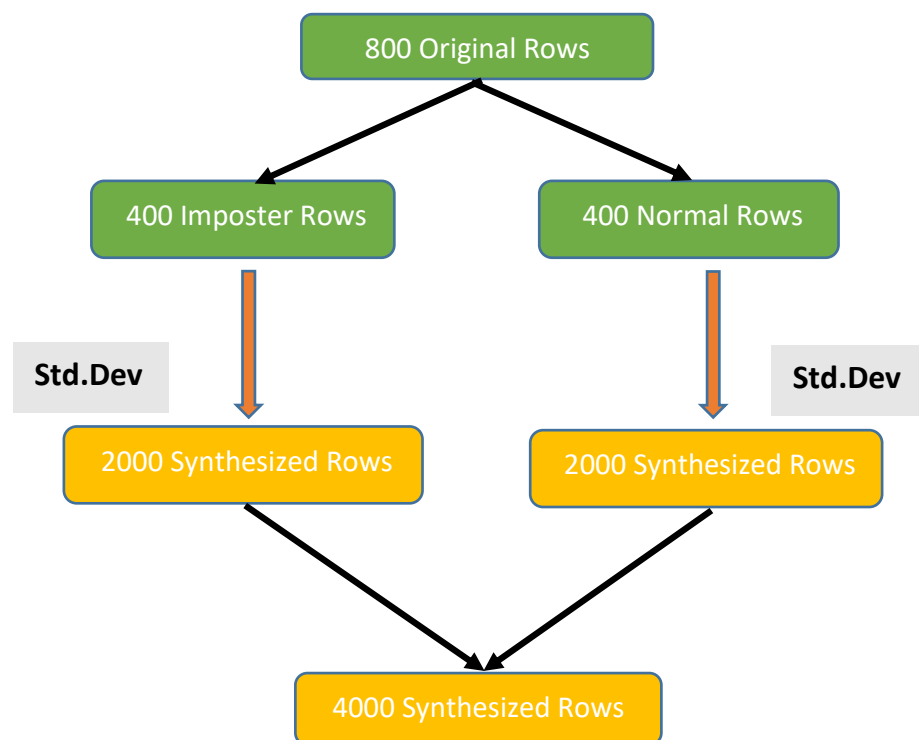 800 Original Rows
400 Imposter Rows
400 Normal Rows
Std.Dev
Std.Dev
2000 Synthesized Rows
2000 Synthesized Rows
4000 Synthesized Rows